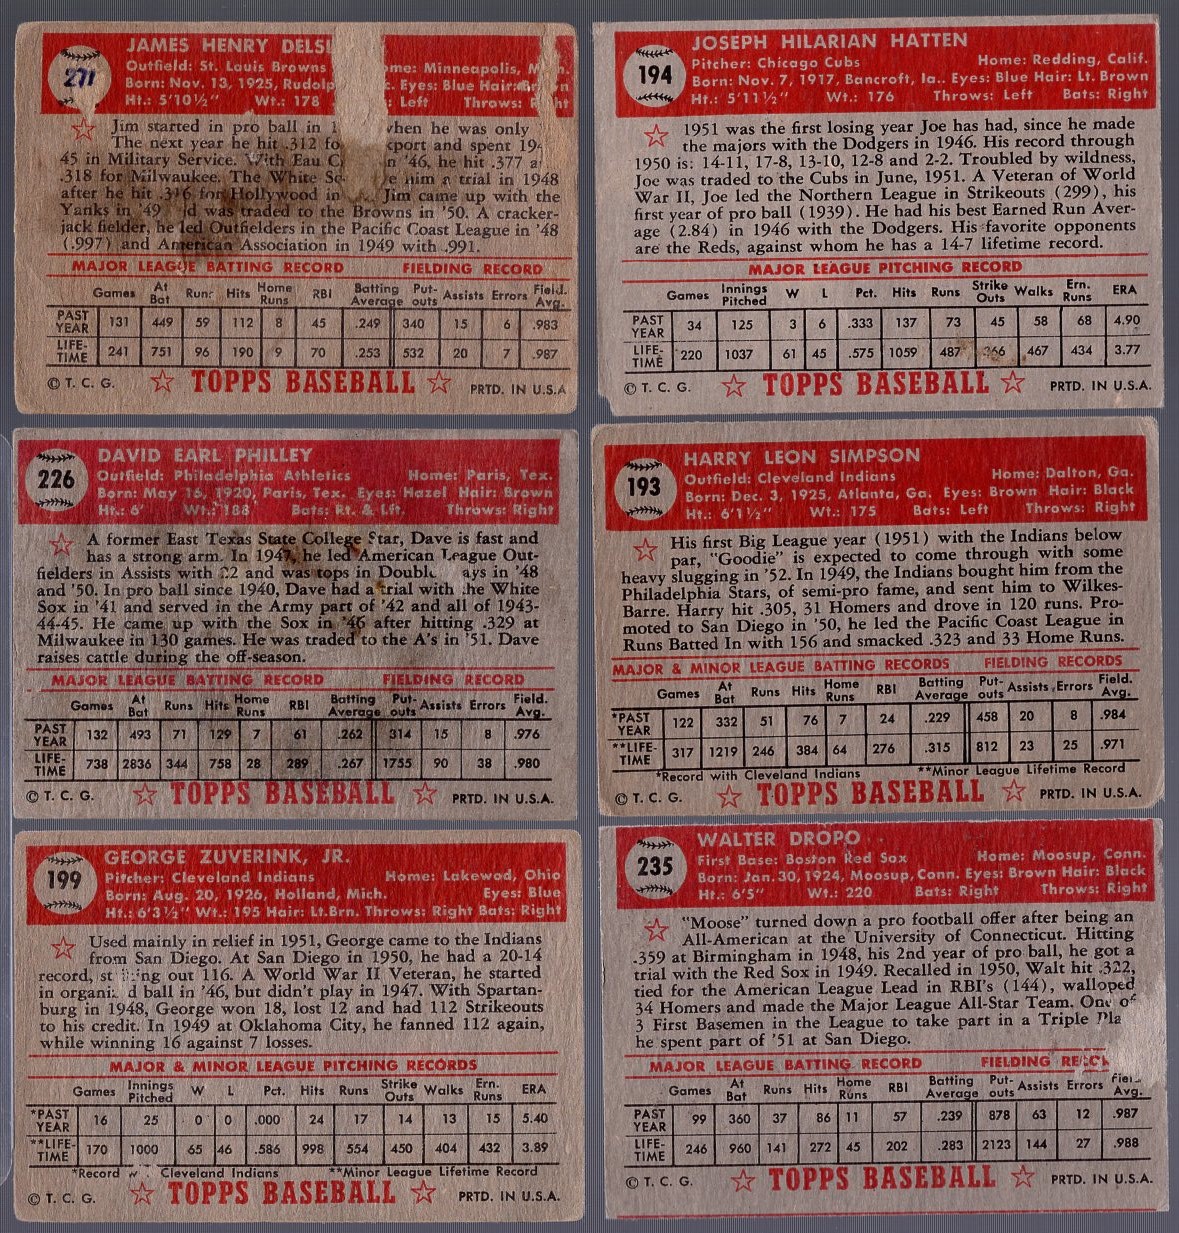 JAMES HENRY
271
Outfield: St. Louis Browns Minneapolis,
Born: Nov. 13, 1925, Eyes: Blue Hair: Brown
Ht.: 5'10½" Wt.: 178 Left Throws: Right
Jim started in pro ball in when he was only
The next year he hit .312 and spent
45 in Military Service. With Eau in '46, he hit .377
.318 for Milwaukee. The White him a trial in 1948
after he hit .316 for Hollywood in Jim came up with the
Yanks in '49 was traded to the Browns in '50. A cracker-
jack fielder, he led Outfielders in the Pacific Coast League in '48
(.997) and American Association in 1949 with .991.
MAJOR LEAGUE BATTING RECORD FIELDING RECORD
Games At Bat Runs Hits Home Runs RBI Batting Average Put-outs Assists Errors Field. Avg.
PAST YEAR 131 449 59 112 8 45 .249 340 15 6 .983
LIFE-TIME 241 751 96 190 9 70 .253 532 20 7 .987
© T. C. G. TOPPS BASEBALL PRTD. IN U.S.A
JOSEPH HILARIAN HATTEN
194
Pitcher: Chicago Cubs Home: Redding, Calif.
Born: Nov. 7, 1917, Bancroft, Ia.. Eyes: Blue Hair: Lt. Brown
Ht.: 5'11½" Wt.: 176 Throws: Left Bats: Right
1951 was the first losing year Joe has had, since he made
the majors with the Dodgers in 1946. His record through
1950 is: 14-11, 17-8, 13-10, 12-8 and 2-2. Troubled by wildness,
Joe was traded to the Cubs in June, 1951. A Veteran of World
War II, Joe led the Northern League in Strikeouts (299), his
first year of pro ball (1939). He had his best Earned Run Aver-
age (2.84) in 1946 with the Dodgers. His favorite opponents
are the Reds, against whom he has a 14-7 lifetime record.
MAJOR LEAGUE PITCHING RECORD
Games Innings Pitched W L Pct. Hits Runs Strike Outs Walks Ern. Runs ERA
PAST YEAR 34 125 3 6 .333 137 73 45 58 68 4.90
LIFE-TIME 220 1037 61 45 .575 1059 487 467 434 3.77
© T. C. G. TOPPS BASEBALL PRTD. IN U.S.A.
DAVID EARL PHILLEY
226
Outfield: Philadelphia Athletics Home: Paris, Tex.
Born: May 16, 1920, Paris, Tex. Eyes: Hazel Hair: Brown
Ht.: 6' Wt.: 188 Bats: Rt. & Lft. Throws: Right
A former East Texas State College Star, Dave is fast and
has a strong arm. In 1947, he led American League Out-
fielders in Assists with 22 and was tops in Double in '48
and '50. In pro ball since 1940, Dave had a trial with the White
Sox in '41 and served in the Army part of '42 and all of 1943-
44-45. He came up with the Sox in '46 after hitting .329 at
Milwaukee in 130 games. He was traded to the A's in '51. Dave
raises cattle during the off-season.
MAJOR LEAGUE BATTING RECORD FIELDING RECORD
Games At Bat Runs Hits Home Runs RBI Batting Average Put-outs Assists Errors Field. Avg.
PAST YEAR 132 493 71 129 7 61 .262 314 15 8 .976
LIFE-TIME 738 2836 344 758 28 289 .267 1755 90 38 .980
© T. C. G. TOPPS BASEBALL PRTD. IN U.S.A.
HARRY LEON SIMPSON
193
Outfield: Cleveland Indians Home: Dalton, Ga.
Born: Dec. 3, 1925, Atlanta, Ga. Eyes: Brown Hair: Black
Ht.: 6'1½" Wt.: 175 Bats: Left Throws: Right
His first Big League year (1951) with the Indians below
par, "Goodie" is expected to come through with some
heavy slugging in '52. In 1949, the Indians bought him from the
Philadelphia Stars, of semi-pro fame, and sent him to Wilkes-
Barre. Harry hit .305, 31 Homers and drove in 120 runs. Pro-
moted to San Diego in '50, he led the Pacific Coast League in
Runs Batted In with 156 and smacked .323 and 33 Home Runs.
MAJOR & MINOR LEAGUE BATTING RECORDS FIELDING RECORDS
Games At Bat Runs Hits Home Runs RBI Batting Average Put-outs Assists Errors Field. Avg.
*PAST YEAR 122 332 51 76 7 24 .229 458 20 8 .984
**LIFE-TIME 317 1219 246 384 64 276 .315 812 23 25 .971
*Record with Cleveland Indians **Minor League Lifetime Record
© T. C. G. TOPPS BASEBALL PRTD. IN U.S.A.
GEORGE ZUVERINK, JR.
199
Pitcher: Cleveland Indians Home: Lakewod, Ohio
Born: Aug. 20, 1926, Holland, Mich. Eyes: Blue
Ht.: 6'3½" Wt.: 195 Hair: Lt.Brn. Throws: Right Bats: Right
Used mainly in relief in 1951, George came to the Indians
from San Diego. At San Diego in 1950, he had a 20-14
record, out 116. A World War II Veteran, he started
in ball in '46, but didn't play in 1947. With Spartan-
burg in 1948, George won 18, lost 12 and had 112 Strikeouts
to his credit. In 1949 at Oklahoma City, he fanned 112 again,
while winning 16 against 7 losses.
MAJOR & MINOR LEAGUE PITCHING RECORDS
Games Innings Pitched W L Pct. Hits Runs Strike Outs Walks Ern. Runs ERA
*PAST YEAR 16 25 0 0 .000 24 17 14 13 15 5.40
**LIFE-TIME 170 1000 65 46 .586 998 554 450 404 432 3.89
*Record Cleveland Indians **Minor League Lifetime Record
© T. C. G. TOPPS BASEBALL PRTD. IN U.S.A.
WALTER DROPO
235
First Base: Boston Red Sox Home: Moosup, Conn.
Born: Jan. 30, 1924, Moosup, Conn. Eyes: Brown Hair: Black
Ht.: 6'5" Wt.: 220 Bats: Right Throws: Right
"Moose" turned down a pro football offer after being an
All-American at the University of Connecticut. Hitting
.359 at Birmingham in 1948, his 2nd year of pro ball, he got a
trial with the Red Sox in 1949. Recalled in 1950, Walt hit .322,
tied for the American League Lead in RBI's (144), walloped
34 Homers and made the Major League All-Star Team. One of
3 First Basemen in the League to take part in a Triple
he spent part of '51 at San Diego.
MAJOR LEAGUE BATTING RECORD FIELDING
Games At Bat Runs Hits Home Runs RBI Batting Average Put-outs Assists Errors Field. Avg.
PAST YEAR 99 360 37 86 11 57 .239 878 63 12 .987
LIFE-TIME 246 960 141 272 45 202 .283 2123 144 27 .988
© T. C. G. TOPPS BASEBALL PRTD. IN U.S.A.